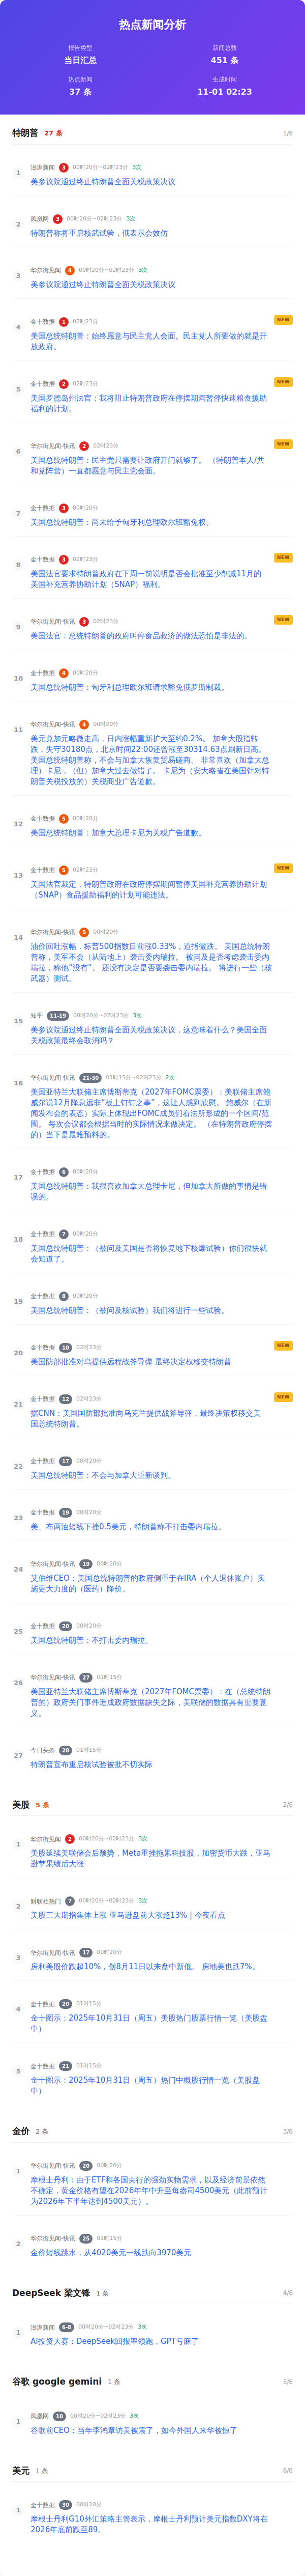 热点新闻分析
报告类型
当日汇总
新闻总数
451 条
热点新闻
37 条
生成时间
11-01 02:23
特朗普 27 条 1/6
1
澎湃新闻 3 00时20分~02时23分 3次
美参议院通过终止特朗普全面关税政策决议
2
凤凰网 3 00时20分~02时23分 3次
特朗普称将重启核武试验，俄表示会效仿
3
华尔街见闻 4 00时20分~02时23分 3次
美参议院通过终止特朗普全面关税政策决议
4
金十数据 1 02时23分 NEW
美国总统特朗普：始终愿意与民主党人会面。民主党人所要做的就是开
放政府。
5
金十数据 2 02时23分 NEW
美国罗德岛州法官：我将阻止特朗普政府在停摆期间暂停快速粮食援助
福利的计划。
6
华尔街见闻-快讯 2 02时23分 NEW
美国总统特朗普：民主党只需要让政府开门就够了。 （特朗普本人/共
和党阵营）一直都愿意与民主党会面。
7
金十数据 3 00时20分
美国总统特朗普：尚未给予匈牙利总理欧尔班豁免权。
8
金十数据 3 02时23分 NEW
美国法官要求特朗普政府在下周一前说明是否会批准至少削减11月的
美国补充营养协助计划（SNAP）福利。
9
华尔街见闻-快讯 3 02时23分 NEW
美国法官：总统特朗普的政府叫停食品救济的做法恐怕是非法的。
10
金十数据 4 00时20分
美国总统特朗普：匈牙利总理欧尔班请求豁免俄罗斯制裁。
11
华尔街见闻-快讯 4 00时20分
美元兑加元略微走高，日内涨幅重新扩大至约0.2%。 加拿大股指转
跌，失守30180点，北京时间22:00还曾涨至30314.63点刷新日高。
美国总统特朗普称，不会与加拿大恢复贸易磋商。 非常喜欢（加拿大总
理）卡尼，（但）加拿大过去做错了。 卡尼为（安大略省在美国针对特
朗普关税投放的）关税商业广告道歉。
12
金十数据 5 00时20分
美国总统特朗普：加拿大总理卡尼为关税广告道歉。
13
金十数据 5 02时23分 NEW
美国法官裁定，特朗普政府在政府停摆期间暂停美国补充营养协助计划
（SNAP）食品援助福利的计划可能违法。
14
华尔街见闻-快讯 5 00时20分
油价回吐涨幅，标普500指数目前涨0.33%，道指微跌。 美国总统特朗
普称，美军不会（从陆地上）袭击委内瑞拉。 被问及是否考虑袭击委内
瑞拉，称他“没有”。 还没有决定是否要袭击委内瑞拉。 将进行一些（核
武器）测试。
15
知乎 11-19 00时20分~02时23分 3次
美参议院通过终止特朗普全面关税政策决议，这意味着什么？美国全面
关税政策最终会取消吗？
16
华尔街见闻-快讯 21-30 01时15分~02时23分 2次
美国亚特兰大联储主席博斯蒂克（2027年FOMC票委）：美联储主席鲍
威尔说12月降息远非“板上钉钉之事”，这让人感到欣慰。 鲍威尔（在新
闻发布会的表态）实际上体现出FOMC成员们看法所形成的一个区间/范
围。 每次会议都会根据当时的实际情况来做决定。 （在特朗普政府停摆
的）当下是最难预料的。
17
金十数据 6 00时20分
美国总统特朗普：我很喜欢加拿大总理卡尼，但加拿大所做的事情是错
误的。
18
金十数据 7 00时20分
美国总统特朗普：（被问及美国是否将恢复地下核爆试验）你们很快就
会知道的。
19
金十数据 8 00时20分
美国总统特朗普：（被问及核试验）我们将进行一些试验。
20
金十数据 10 02时23分 NEW
美国防部批准对乌提供远程战斧导弹 最终决定权移交特朗普
21
金十数据 12 02时23分 NEW
据CNN：美国国防部批准向乌克兰提供战斧导弹，最终决策权移交美
国总统特朗普。
22
金十数据 17 00时20分
美国总统特朗普：不会与加拿大重新谈判。
23
金十数据 19 00时20分
美、布两油短线下挫0.5美元，特朗普称不打击委内瑞拉。
24
华尔街见闻-快讯 19 00时20分
艾伯维CEO：美国总统特朗普的政府侧重于在IRA（个人退休账户）实
施更大力度的（医药）降价。
25
金十数据 20 00时20分
美国总统特朗普：不打击委内瑞拉。
26
华尔街见闻-快讯 27 01时15分
美国亚特兰大联储主席博斯蒂克（2027年FOMC票委）：在（总统特朗
普的）政府关门事件造成政府数据缺失之际，美联储的数据具有重要意
义。
27
今日头条 28 01时15分
特朗普宣布重启核试验被批不切实际
美股 5 条 2/6
1
华尔街见闻 2 00时20分~02时23分 3次
美股延续美联储会后颓势，Meta重挫拖累科技股，加密货币大跌，亚马
逊苹果绩后大涨
2
财联社热门 7 00时20分~02时23分 3次
美股三大期指集体上涨 亚马逊盘前大涨超13% | 今夜看点
3
华尔街见闻-快讯 17 00时20分
房利美股价跌超10%，创8月11日以来盘中新低。 房地美也跌7%。
4
金十数据 20 01时15分
金十图示：2025年10月31日（周五）美股热门股票行情一览（美股盘
中）
5
金十数据 21 01时15分
金十图示：2025年10月31日（周五）热门中概股行情一览（美股盘
中）
金价 2 条 3/6
1
华尔街见闻-快讯 20 00时20分
摩根士丹利：由于ETF和各国央行的强劲实物需求，以及经济前景依然
不确定，黄金价格有望在2026年年中升至每盎司4500美元（此前预计
为2026年下半年达到4500美元）。
2
华尔街见闻-快讯 25 01时15分
金价短线跳水，从4020美元一线跌向3970美元
DeepSeek 梁文锋 1 条 4/6
1
澎湃新闻 6-8 00时20分~02时23分 3次
AI投资大赛：DeepSeek回报率领跑，GPT亏麻了
谷歌 google gemini 1 条 5/6
1
凤凰网 10 00时20分~02时23分 3次
谷歌前CEO：当年李鸿章访美被震了，如今外国人来华被惊了
美元 1 条 6/6
1
金十数据 30 00时20分
摩根士丹利G10外汇策略主管表示，摩根士丹利预计美元指数DXY将在
2026年底前跌至89。